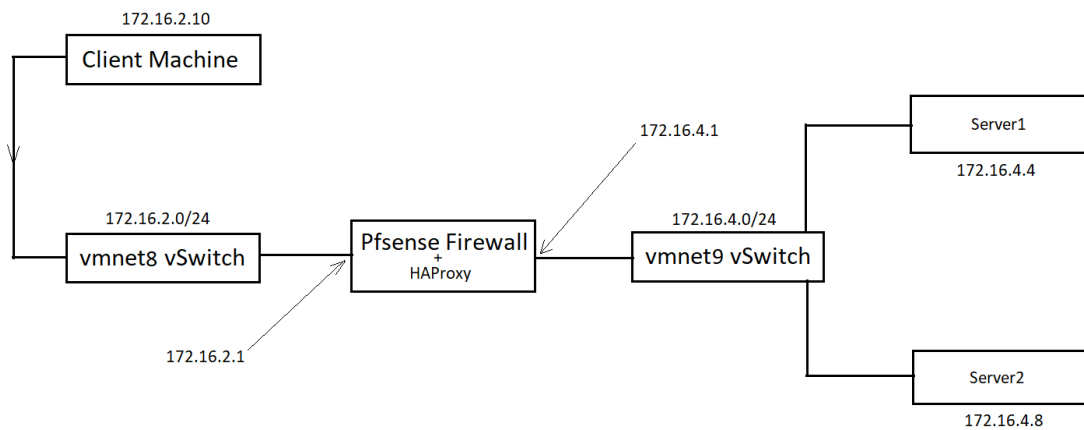 172.16.2.10
Client Machine
172.16.4.1
Server1
172.16.4.4
172.16.2.0/24
172.16.4.0/24
vmnet8 vSwitch
Pfsense Firewall
+
HAProxy
vmnet9 vSwitch
172.16.2.1
Server2
172.16.4.8